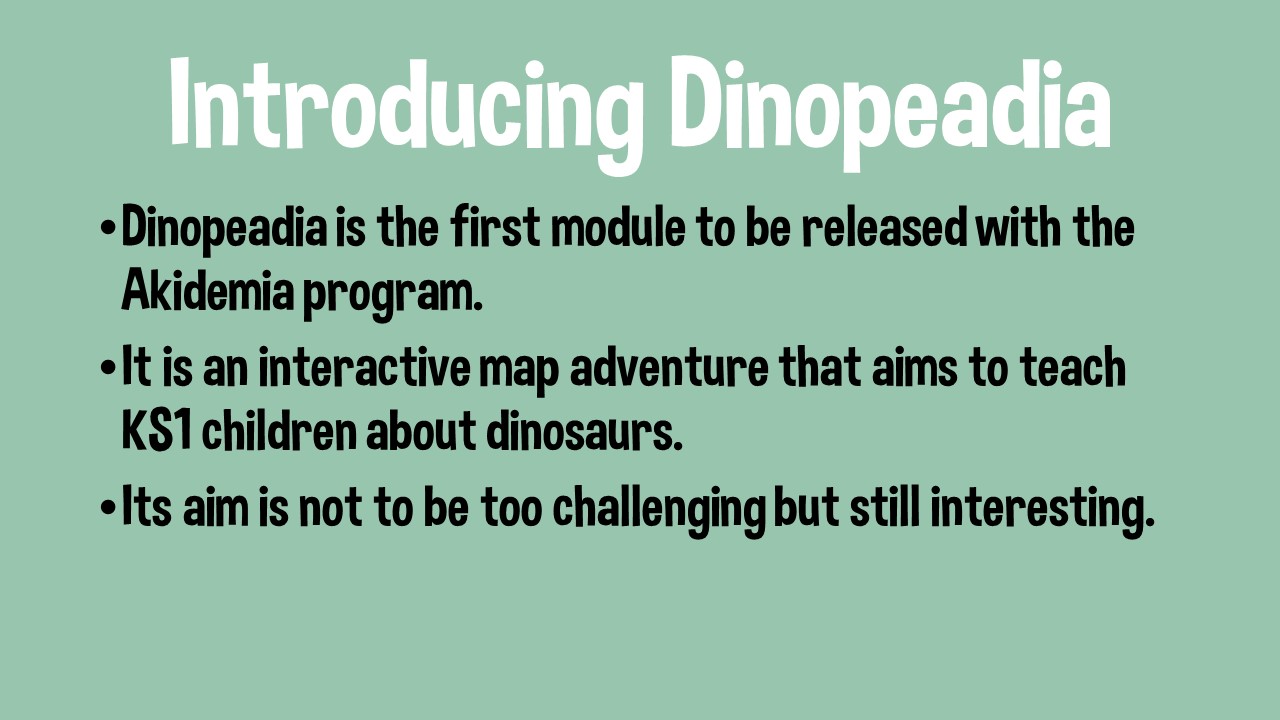 Introducing Dinopeadia
•Dinopeadia is the first module to be released with the
Akidemia program.
•It is an interactive map adventure that aims to teach
KS1 children about dinosaurs.
•Its aim is not to be too challenging but still interesting.